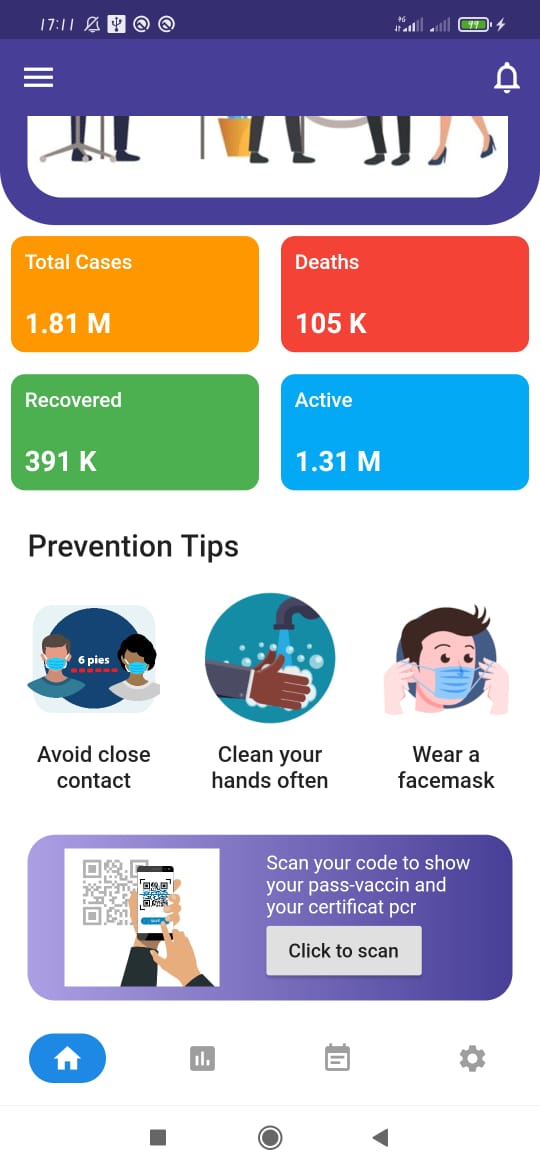 17:11
4G
77
Total Cases
Deaths
1.81 M
105 K
Recovered
Active
391 K
1.31 M
Prevention Tips
6 pies
Avoid close
contact
Clean your
hands often
Wear a
facemask
Scan your code to show
your pass-vaccin and
your certificat pcr
Click to scan